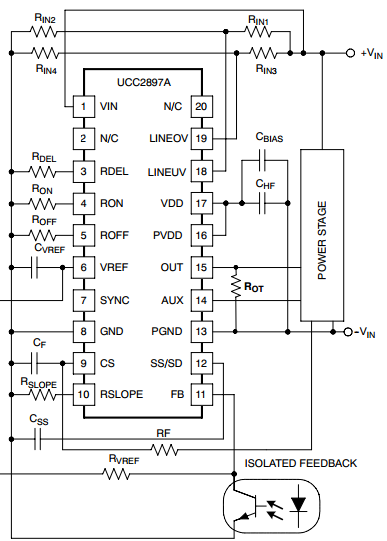 RIN2
RIN1
RIN4
RIN3
+VIN
UCC2897A
1 VIN N/C 20
2 N/C LINEOV 19
3 RDEL LINEUV 18
4 RON VDD 17
5 ROFF PVDD 16
6 VREF OUT 15
7 SYNC AUX 14
8 GND PGND 13
9 CS SS/SD 12
10 RSLOPE FB 11
RDEL
RON
ROFF
CVREF
CF
RSLOPE
CSS
CBIAS
CHF
ROT
POWER STAGE
-VIN
RF
RVREF
ISOLATED FEEDBACK